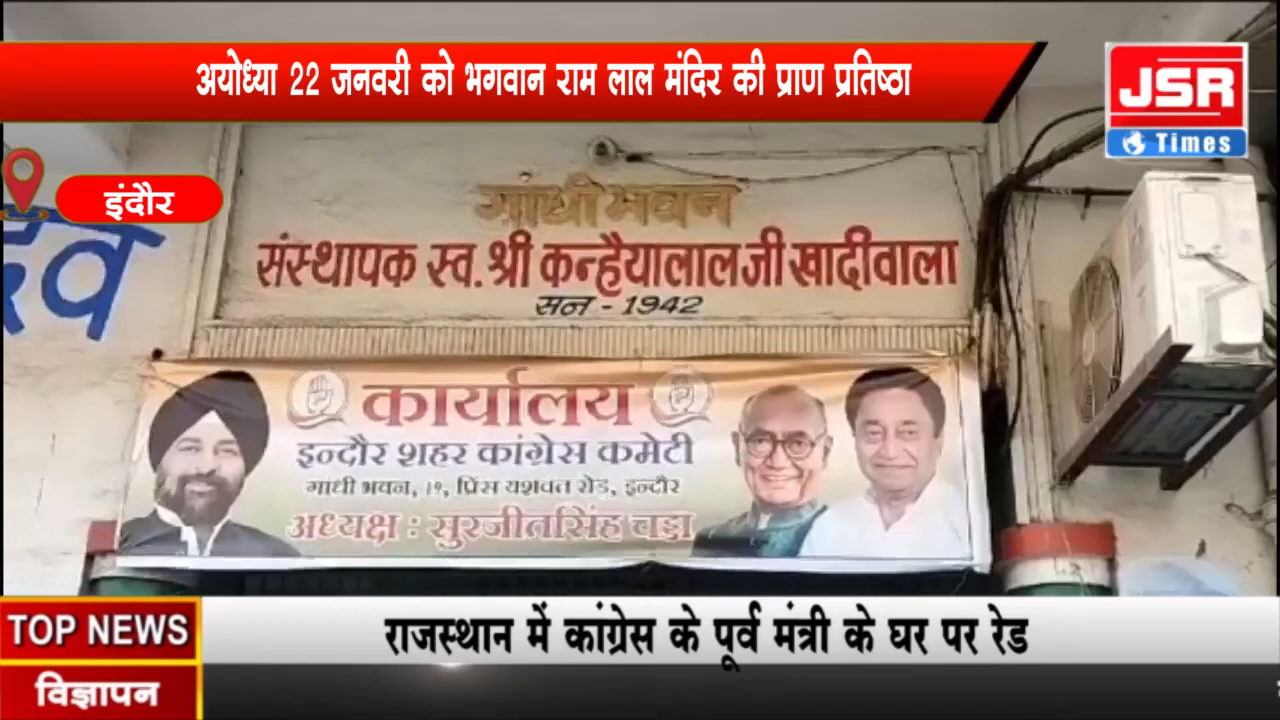 अयोध्या 22 जनवरी को भगवान राम लाल मंदिर की प्राण प्रतिष्ठा
JSR
Times
इंदौर
गांधी भवन
संस्थापक स्व. श्री कन्हैयालालजी खादीवाला
सन - 1942
कार्यालय
इन्दौर शहर कांग्रेस कमेटी
गांधी भवन, 19, प्रिंस यशवंत रोड, इन्दौर
अध्यक्ष : सुरजीतसिंह चड्डा
TOP NEWS
राजस्थान में कांग्रेस के पूर्व मंत्री के घर पर रेड
विज्ञापन